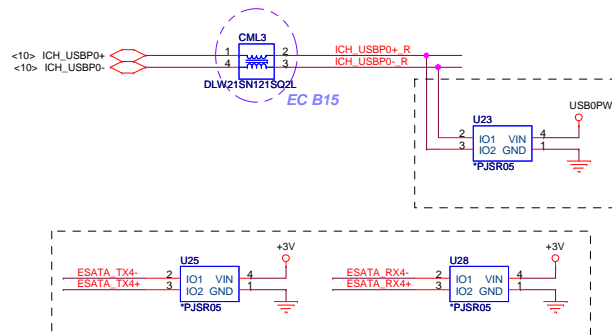 CML3
<10> ICH_USBP0+ 1 2 ICH_USBP0+_R
<10> ICH_USBP0- 4 3 ICH_USBP0-_R
DLW21SN121SQ2L
EC B15
USB0PW
U23
2 IO1 VIN 4
3 IO2 GND 1
*PJSR05
+3V +3V
U25 U28
ESATA_TX4- 2 IO1 VIN 4 ESATA_RX4- 2 IO1 VIN 4
ESATA_TX4+ 3 IO2 GND 1 ESATA_RX4+ 3 IO2 GND 1
*PJSR05 *PJSR05